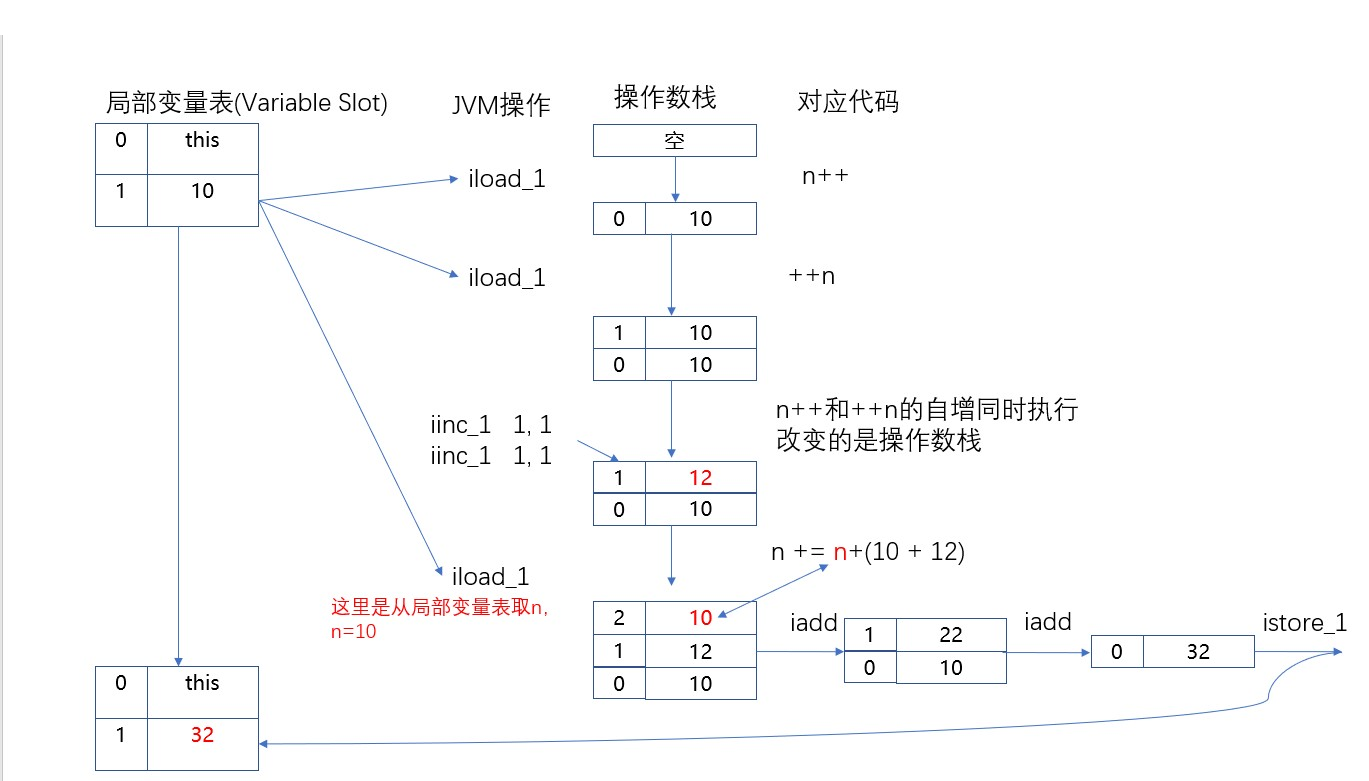 局部变量表(Variable Slot)
JVM操作
操作数栈
对应代码
0 this
1 10
空
iload_1
n++
0 10
iload_1
++n
1 10
0 10
iinc_1 1, 1
iinc_1 1, 1
n++和++n的自增同时执行
改变的是操作数栈
1 12
0 10
n += n+(10 + 12)
iload_1
这里是从局部变量表取n,
n=10
2 10
1 12
0 10
iadd
1 22
0 10
iadd
0 32
istore_1
0 this
1 32